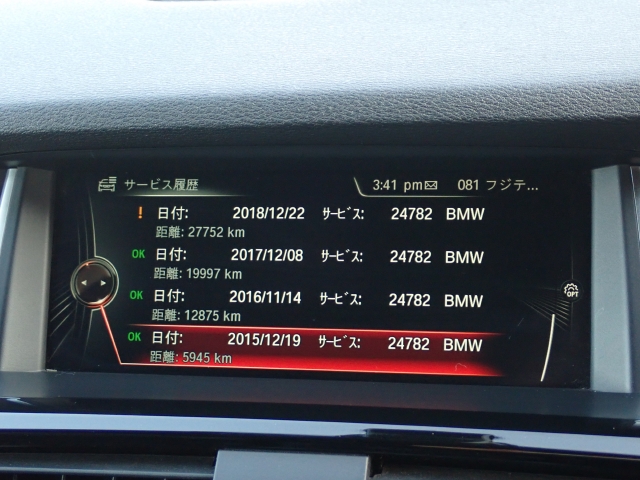 サービス履歴 3:41 pm 081 フジテ...
! 日付: 2018/12/22 ｻｰﾋﾞｽ: 24782 BMW
距離: 27752 km
OK 日付: 2017/12/08 ｻｰﾋﾞｽ: 24782 BMW
距離: 19997 km
OK 日付: 2016/11/14 ｻｰﾋﾞｽ: 24782 BMW
距離: 12875 km
OPT
OK 日付: 2015/12/19 ｻｰﾋﾞｽ: 24782 BMW
距離: 5945 km